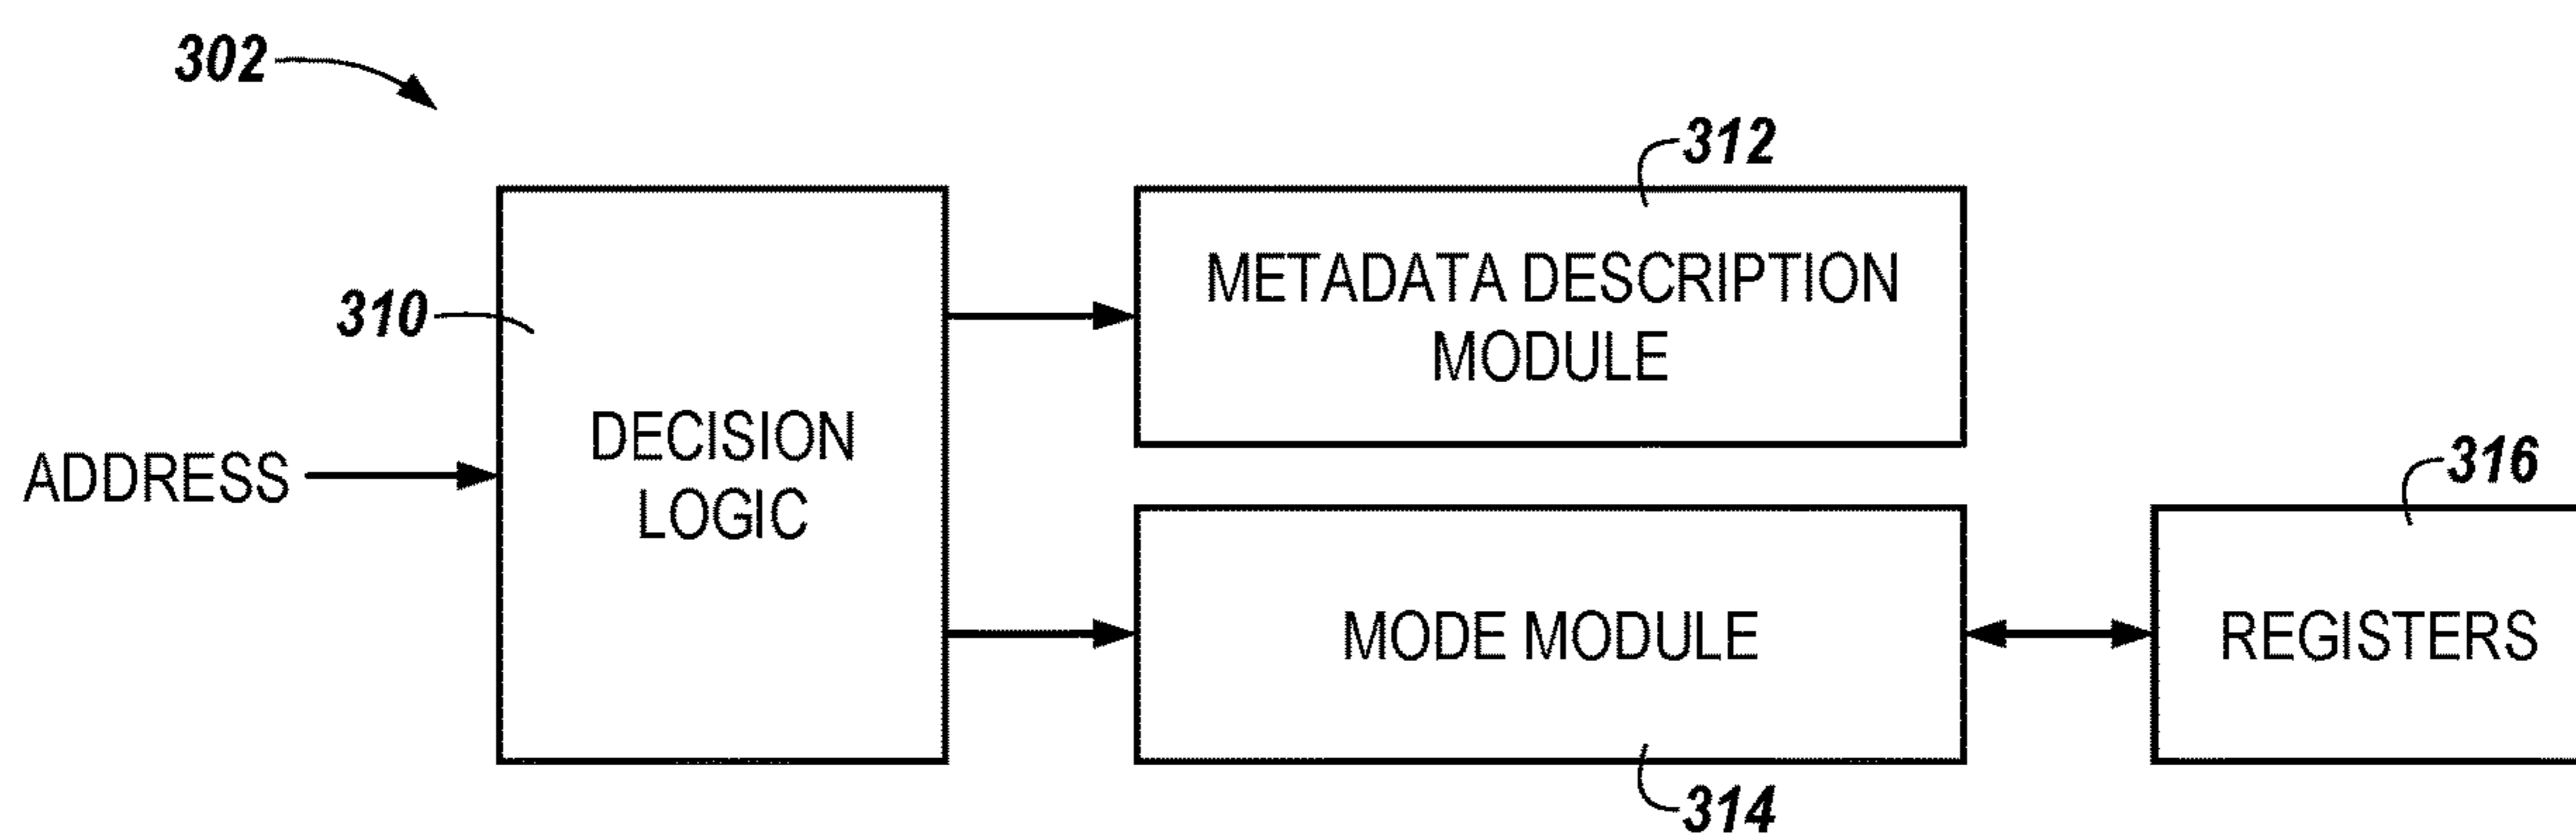 302
312
METADATA DESCRIPTION
MODULE
310
DECISION
LOGIC
ADDRESS
316
MODE MODULE
REGISTERS
314